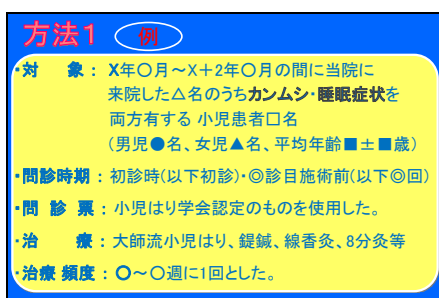 方法1 例
・対　象： X年〇月～X+2年〇月の間に当院に
来院した△名のうちカンムシ・睡眠症状を
両方有する 小児患者□名
(男児●名、女児▲名、平均年齢■±■歳)
・問診時期：初診時(以下初診)・◎診目施術前(以下◎回)
・問 診 票：小児はり学会認定のものを使用した。
・治　療：大師流小児はり、鍉鍼、線香灸、8分灸等
・治療 頻度：〇～〇週に1回とした。